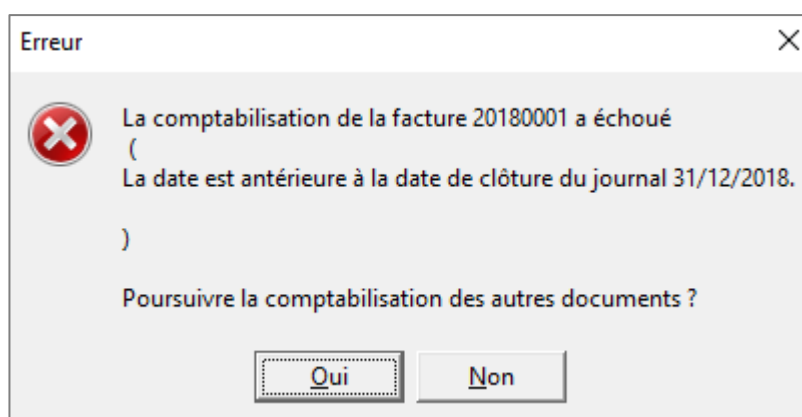 Erreur
La comptabilisation de la facture 20180001 a échoué
(
La date est antérieure à la date de clôture du journal 31/12/2018.
)
Poursuivre la comptabilisation des autres documents ?
Oui
Non